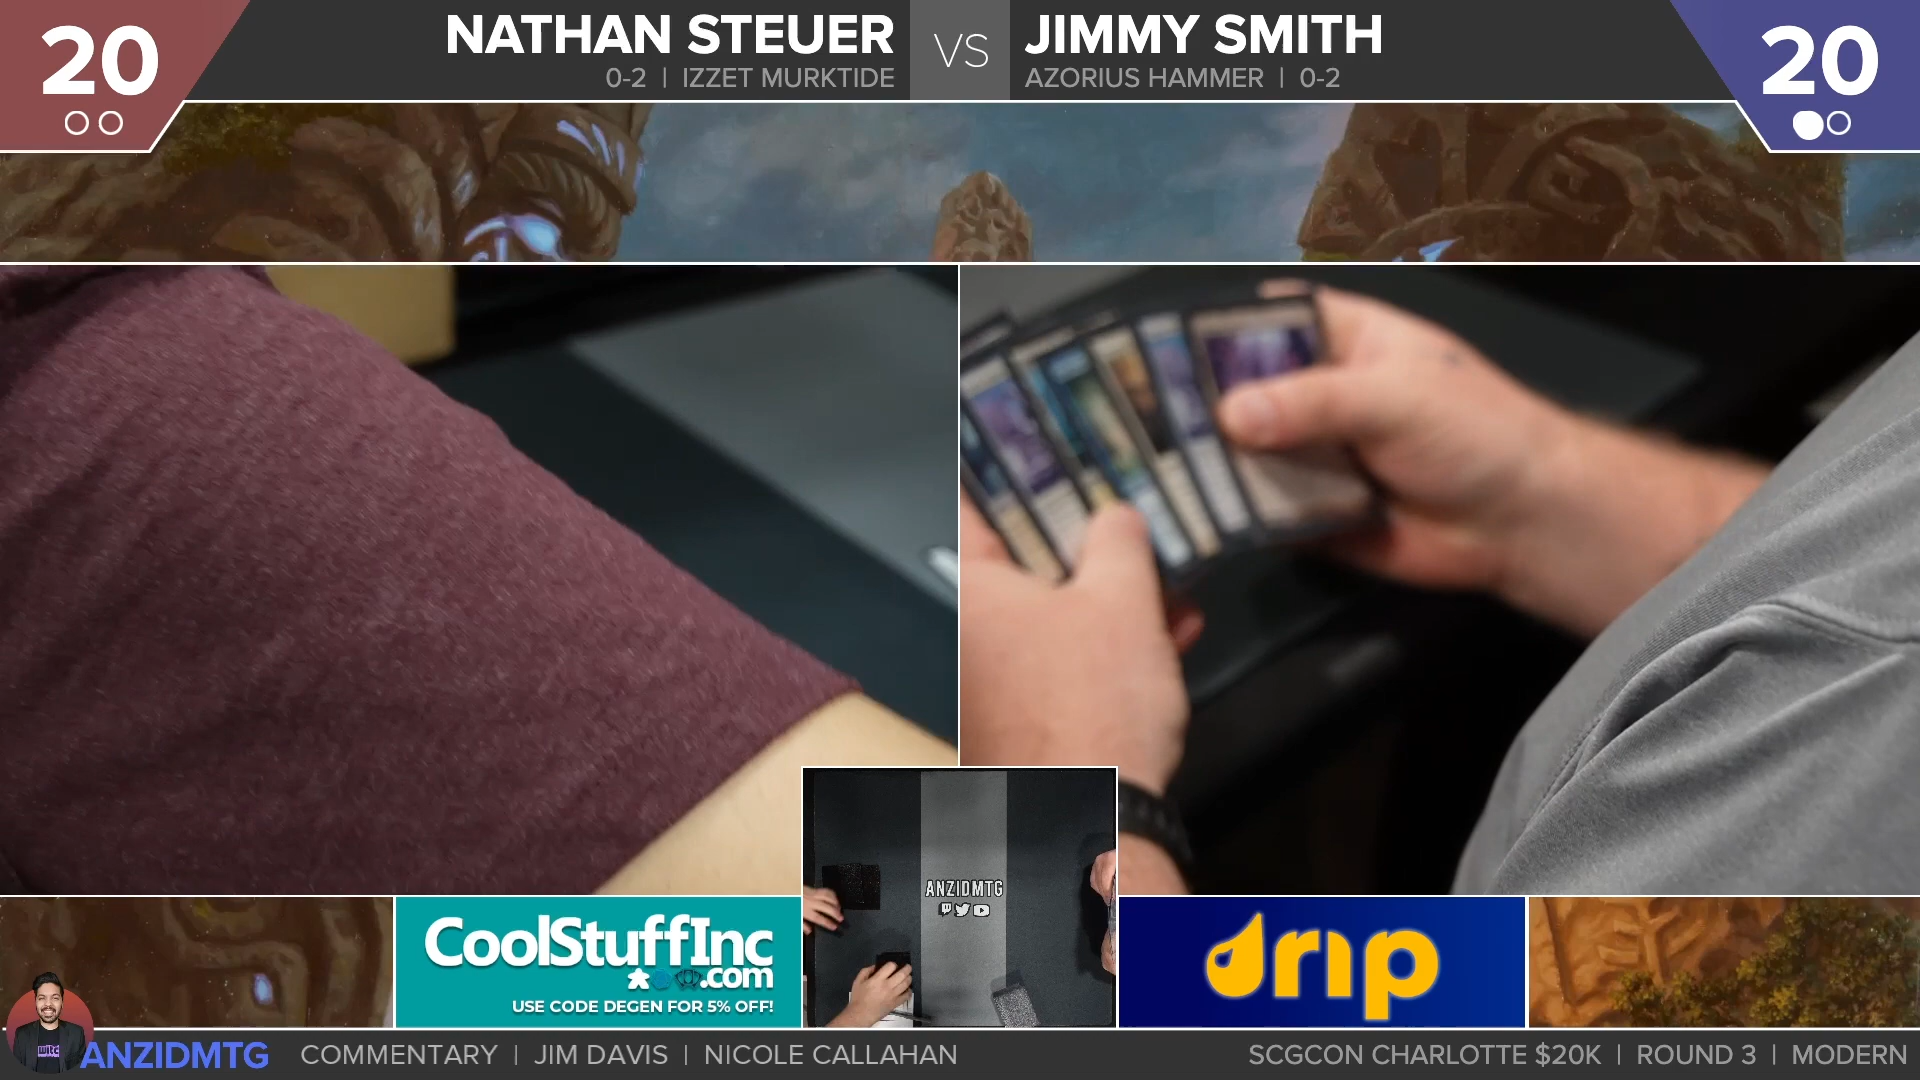 20
NATHAN STEUER
0-2 | IZZET MURKTIDE
VS
JIMMY SMITH
AZORIUS HAMMER | 0-2
20
ANZIDMTG
CoolStuffInc
.com
USE CODE DEGEN FOR 5% OFF!
drip
ANZIDMTG
COMMENTARY | JIM DAVIS | NICOLE CALLAHAN
SCGCON CHARLOTTE $20K | ROUND 3 | MODERN